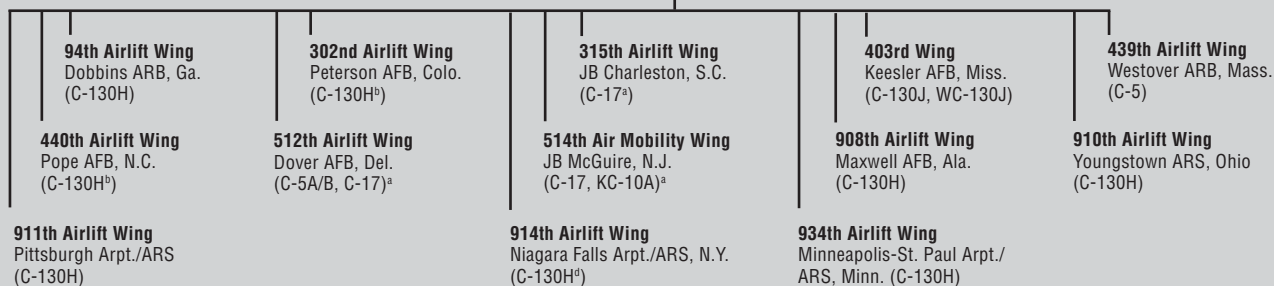 94th Airlift Wing
Dobbins ARB, Ga.
(C-130H)
302nd Airlift Wing
Peterson AFB, Colo.
(C-130Hᵇ)
315th Airlift Wing
JB Charleston, S.C.
(C-17ᵃ)
403rd Wing
Keesler AFB, Miss.
(C-130J, WC-130J)
439th Airlift Wing
Westover ARB, Mass.
(C-5)
440th Airlift Wing
Pope AFB, N.C.
(C-130Hᵇ)
512th Airlift Wing
Dover AFB, Del.
(C-5A/B, C-17)ᵃ
514th Air Mobility Wing
JB McGuire, N.J.
(C-17, KC-10A)ᵃ
908th Airlift Wing
Maxwell AFB, Ala.
(C-130H)
910th Airlift Wing
Youngstown ARS, Ohio
(C-130H)
911th Airlift Wing
Pittsburgh Arpt./ARS
(C-130H)
914th Airlift Wing
Niagara Falls Arpt./ARS, N.Y.
(C-130Hᵈ)
934th Airlift Wing
Minneapolis-St. Paul Arpt./
ARS, Minn. (C-130H)